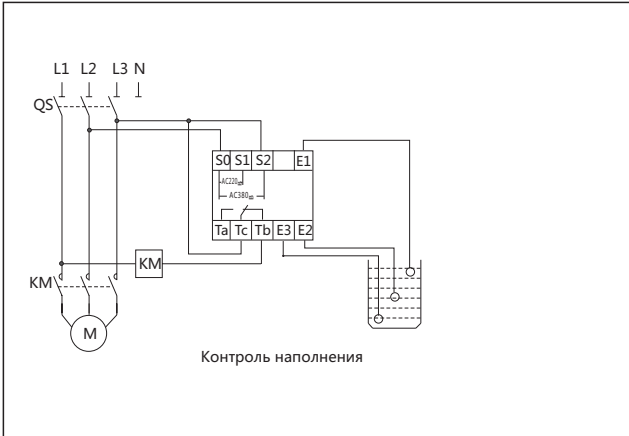 L1 L2 L3 N
QS
S0 S1 S2 E1
AC220
AC380
Ta Tc Tb E3 E2
KM
KM
M
Контроль наполнения